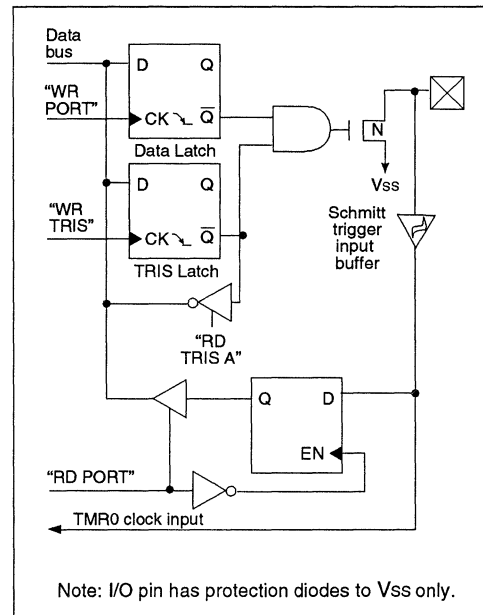 Data
bus
D Q
"WR
PORT"
CK Q
Data Latch
N
VSS
D Q
"WR
TRIS"
CK Q
TRIS Latch
Schmitt
trigger
input
buffer
"RD
TRIS A"
Q D
EN
"RD PORT"
TMR0 clock input
Note: I/O pin has protection diodes to VSS only.